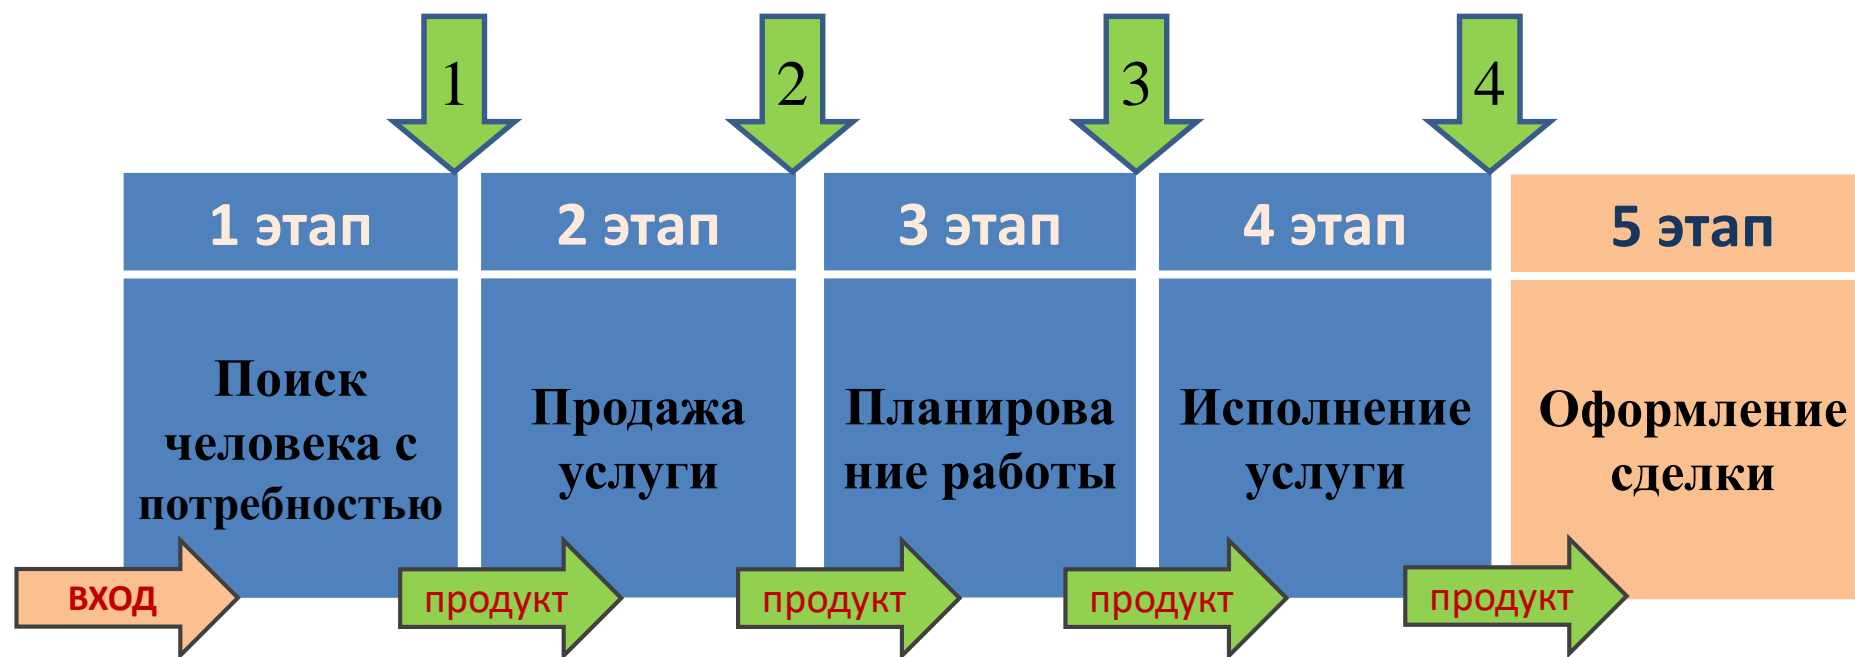 1
2
3
4
1 этап
2 этап
3 этап
4 этап
5 этап
Поиск
человека с
потребностью
Продажа
услуги
Планирова
ние работы
Исполнение
услуги
Оформление
сделки
ВХОД
продукт
продукт
продукт
продукт